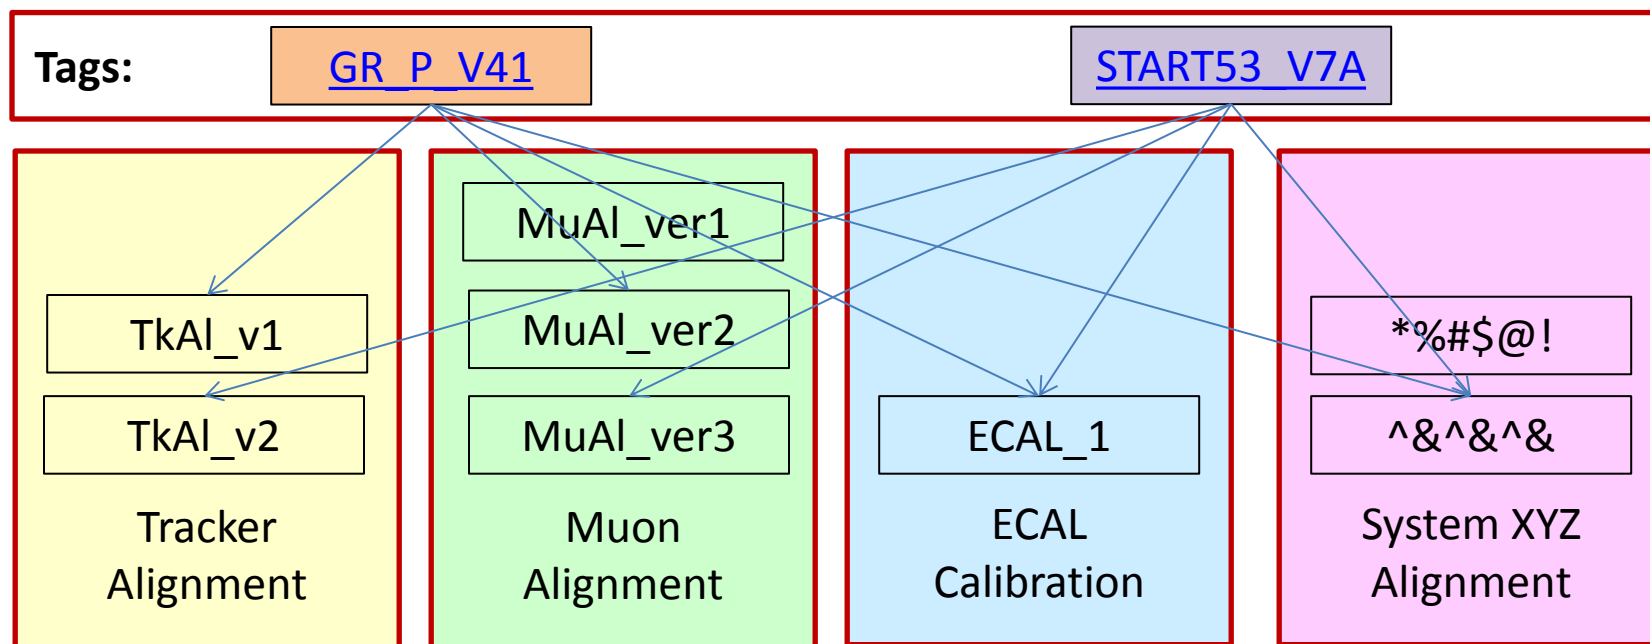 Tags:
GR_P_V41
START53_V7A
TkAl_v1
TkAl_v2
Tracker
Alignment
MuAl_ver1
MuAl_ver2
MuAl_ver3
Muon
Alignment
ECAL_1
ECAL
Calibration
*%#$@!
^&^&^&
System XYZ
Alignment